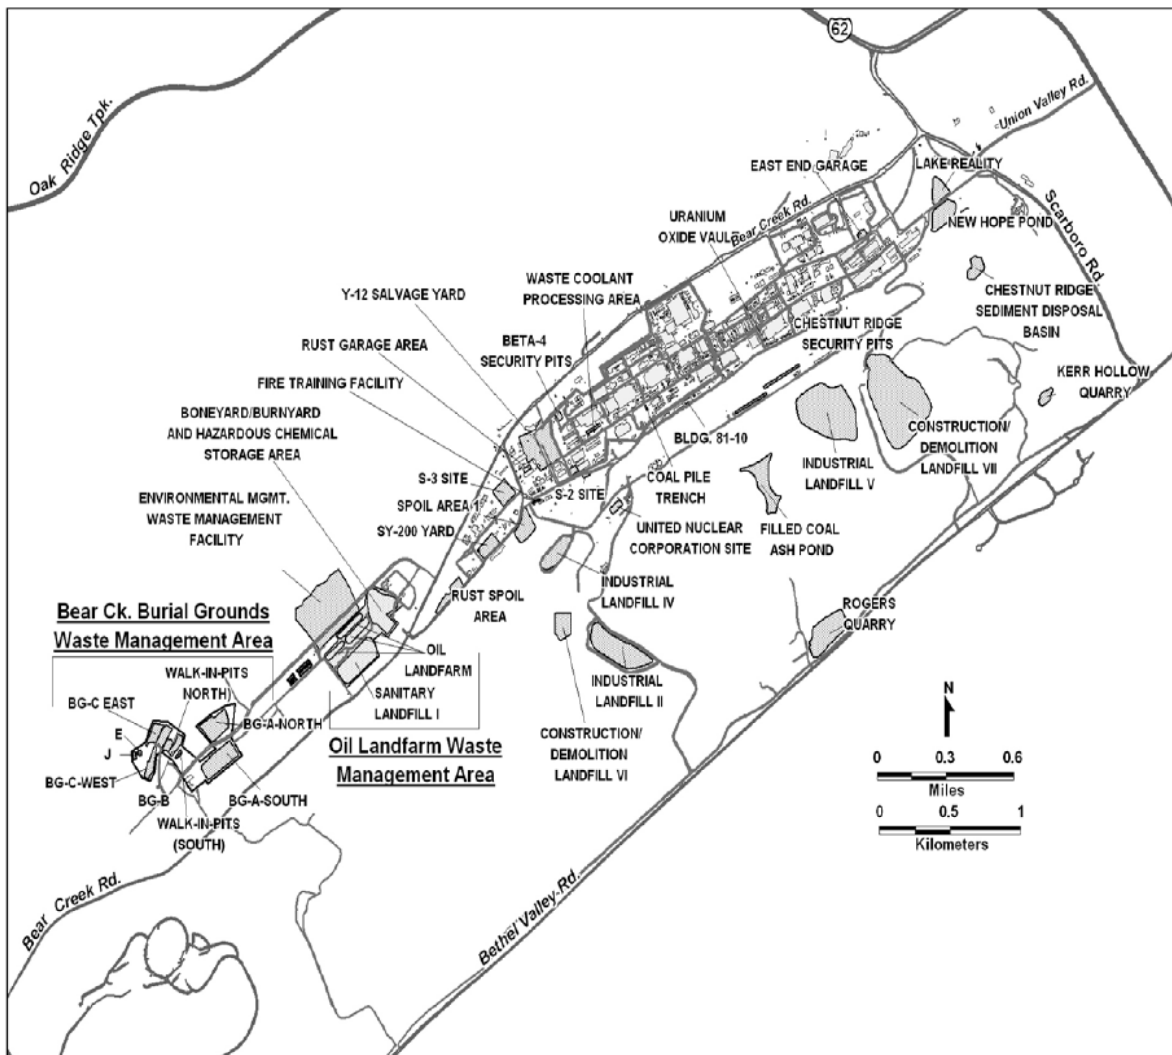 62
Oak Ridge Tpk.
Union Valley Rd.
EAST END GARAGE
LAKE REALITY
Bear Creek Rd.
Scarboro Rd.
URANIUM
OXIDE VAULT
NEW HOPE POND
WASTE COOLANT
PROCESSING AREA
Y-12 SALVAGE YARD
CHESTNUT RIDGE
SEDIMENT DISPOSAL
BASIN
CHESTNUT RIDGE
SECURITY PITS
BETA-4
SECURITY PITS
RUST GARAGE AREA
KERR HOLLOW
QUARRY
FIRE TRAINING FACILITY
BONEYARD/BURNYARD
AND HAZARDOUS CHEMICAL
STORAGE AREA
CONSTRUCTION/
DEMOLITION
LANDFILL VII
BLDG. 81-10
INDUSTRIAL
LANDFILL V
S-3 SITE
S-2 SITE
COAL PILE
TRENCH
ENVIRONMENTAL MGMT.
WASTE MANAGEMENT
FACILITY
SPOIL AREA 1
SY-200 YARD
UNITED NUCLEAR
CORPORATION SITE
FILLED COAL
ASH POND
RUST SPOIL
AREA
INDUSTRIAL
LANDFILL IV
ROGERS
QUARRY
Bear Ck. Burial Grounds
Waste Management Area
OIL
LANDFARM
WALK-IN-PITS
NORTH)
SANITARY
LANDFILL I
INDUSTRIAL
LANDFILL II
BG-C EAST
BG-A-NORTH
E
J
BG-C-WEST
BG-B
BG-A-SOUTH
WALK-IN-PITS
(SOUTH)
Oil Landfarm Waste
Management Area
CONSTRUCTION/
DEMOLITION
LANDFILL VI
N
0 0.3 0.6
Miles
0 0.5 1
Kilometers
Bear Creek Rd.
Bethel Valley Rd.